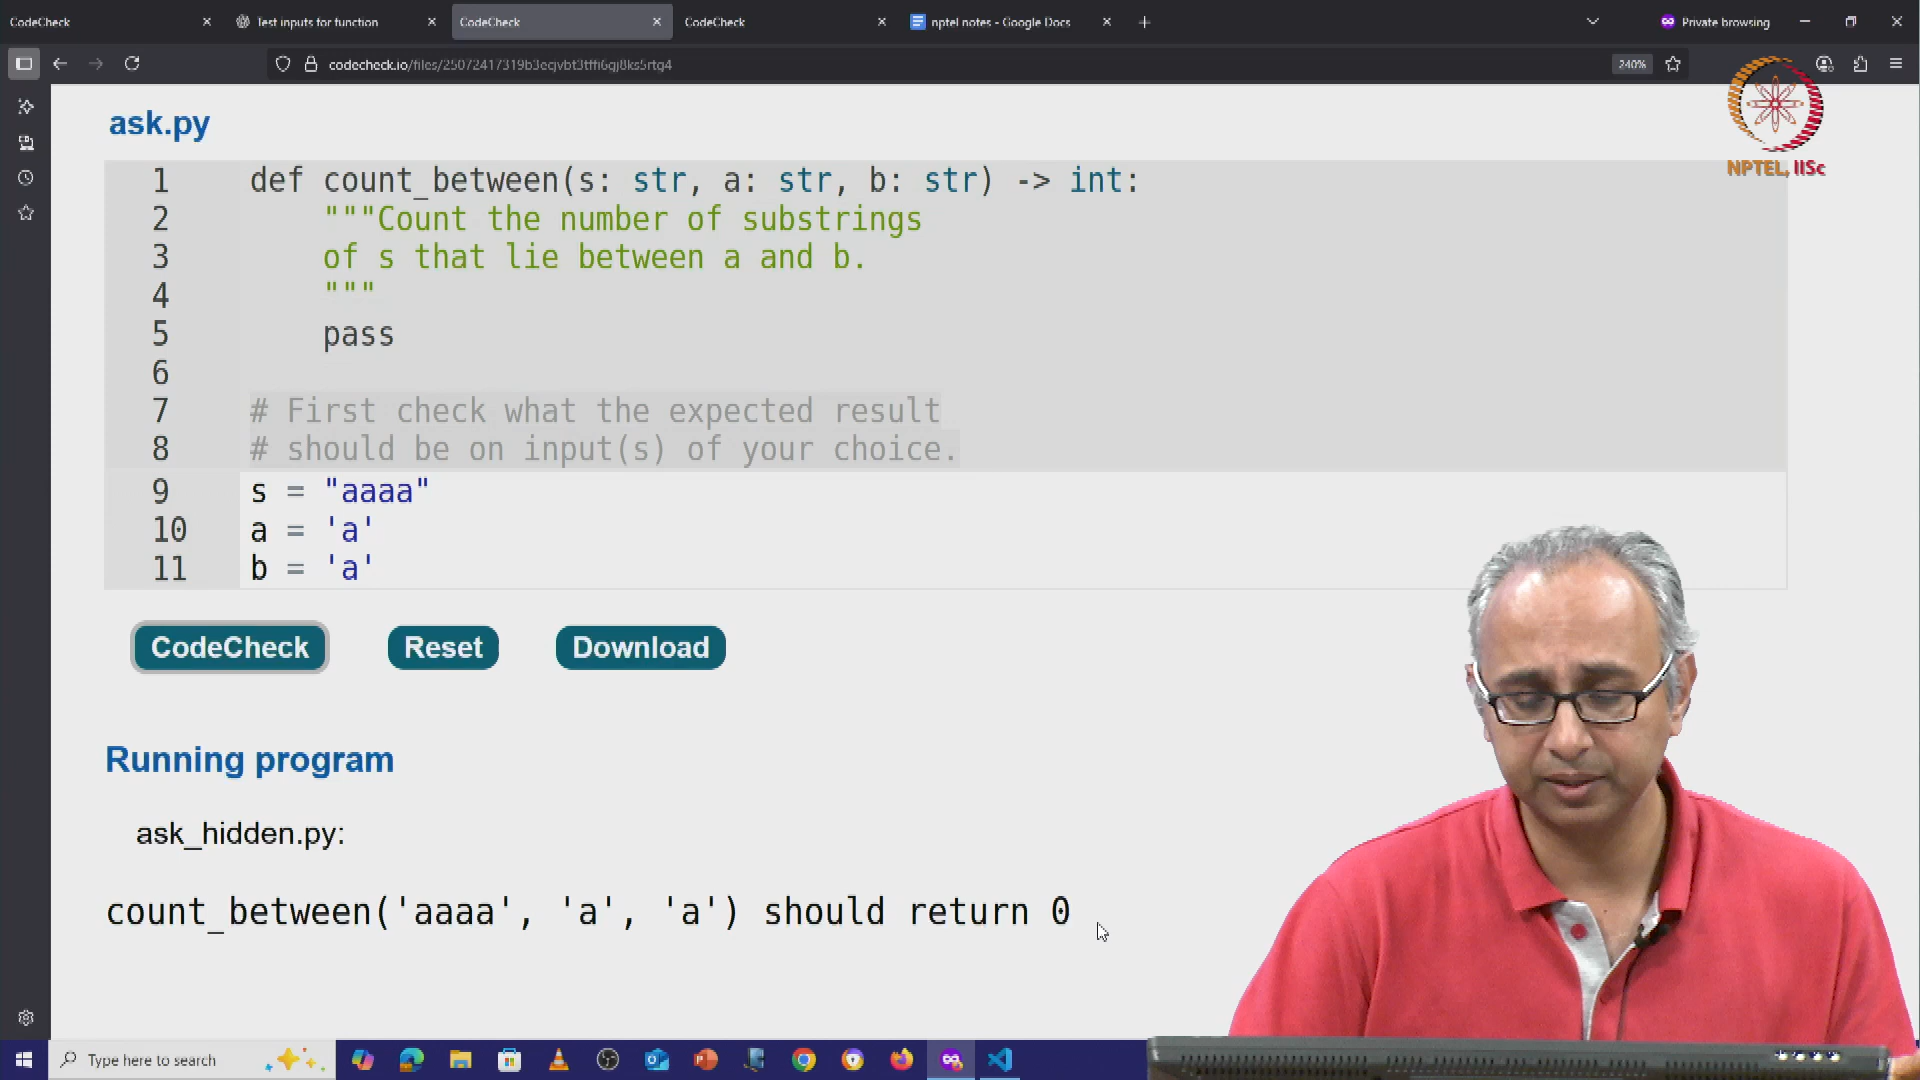 CodeCheck
Test inputs for function
CodeCheck
CodeCheck
nptel notes - Google Docs
Private browsing
240%
NPTEL, IISc
ask.py
1 def count_between(s: str, a: str, b: str) -> int:
2 """Count the number of substrings
3 of s that lie between a and b.
4 """
5 pass
6
7 # First check what the expected result
8 # should be on input(s) of your choice.
9 s = "aaaa"
10 a = 'a'
11 b = 'a'
CodeCheck Reset Download
Running program
ask_hidden.py:
count_between('aaaa', 'a', 'a') should return 0
Type here to search